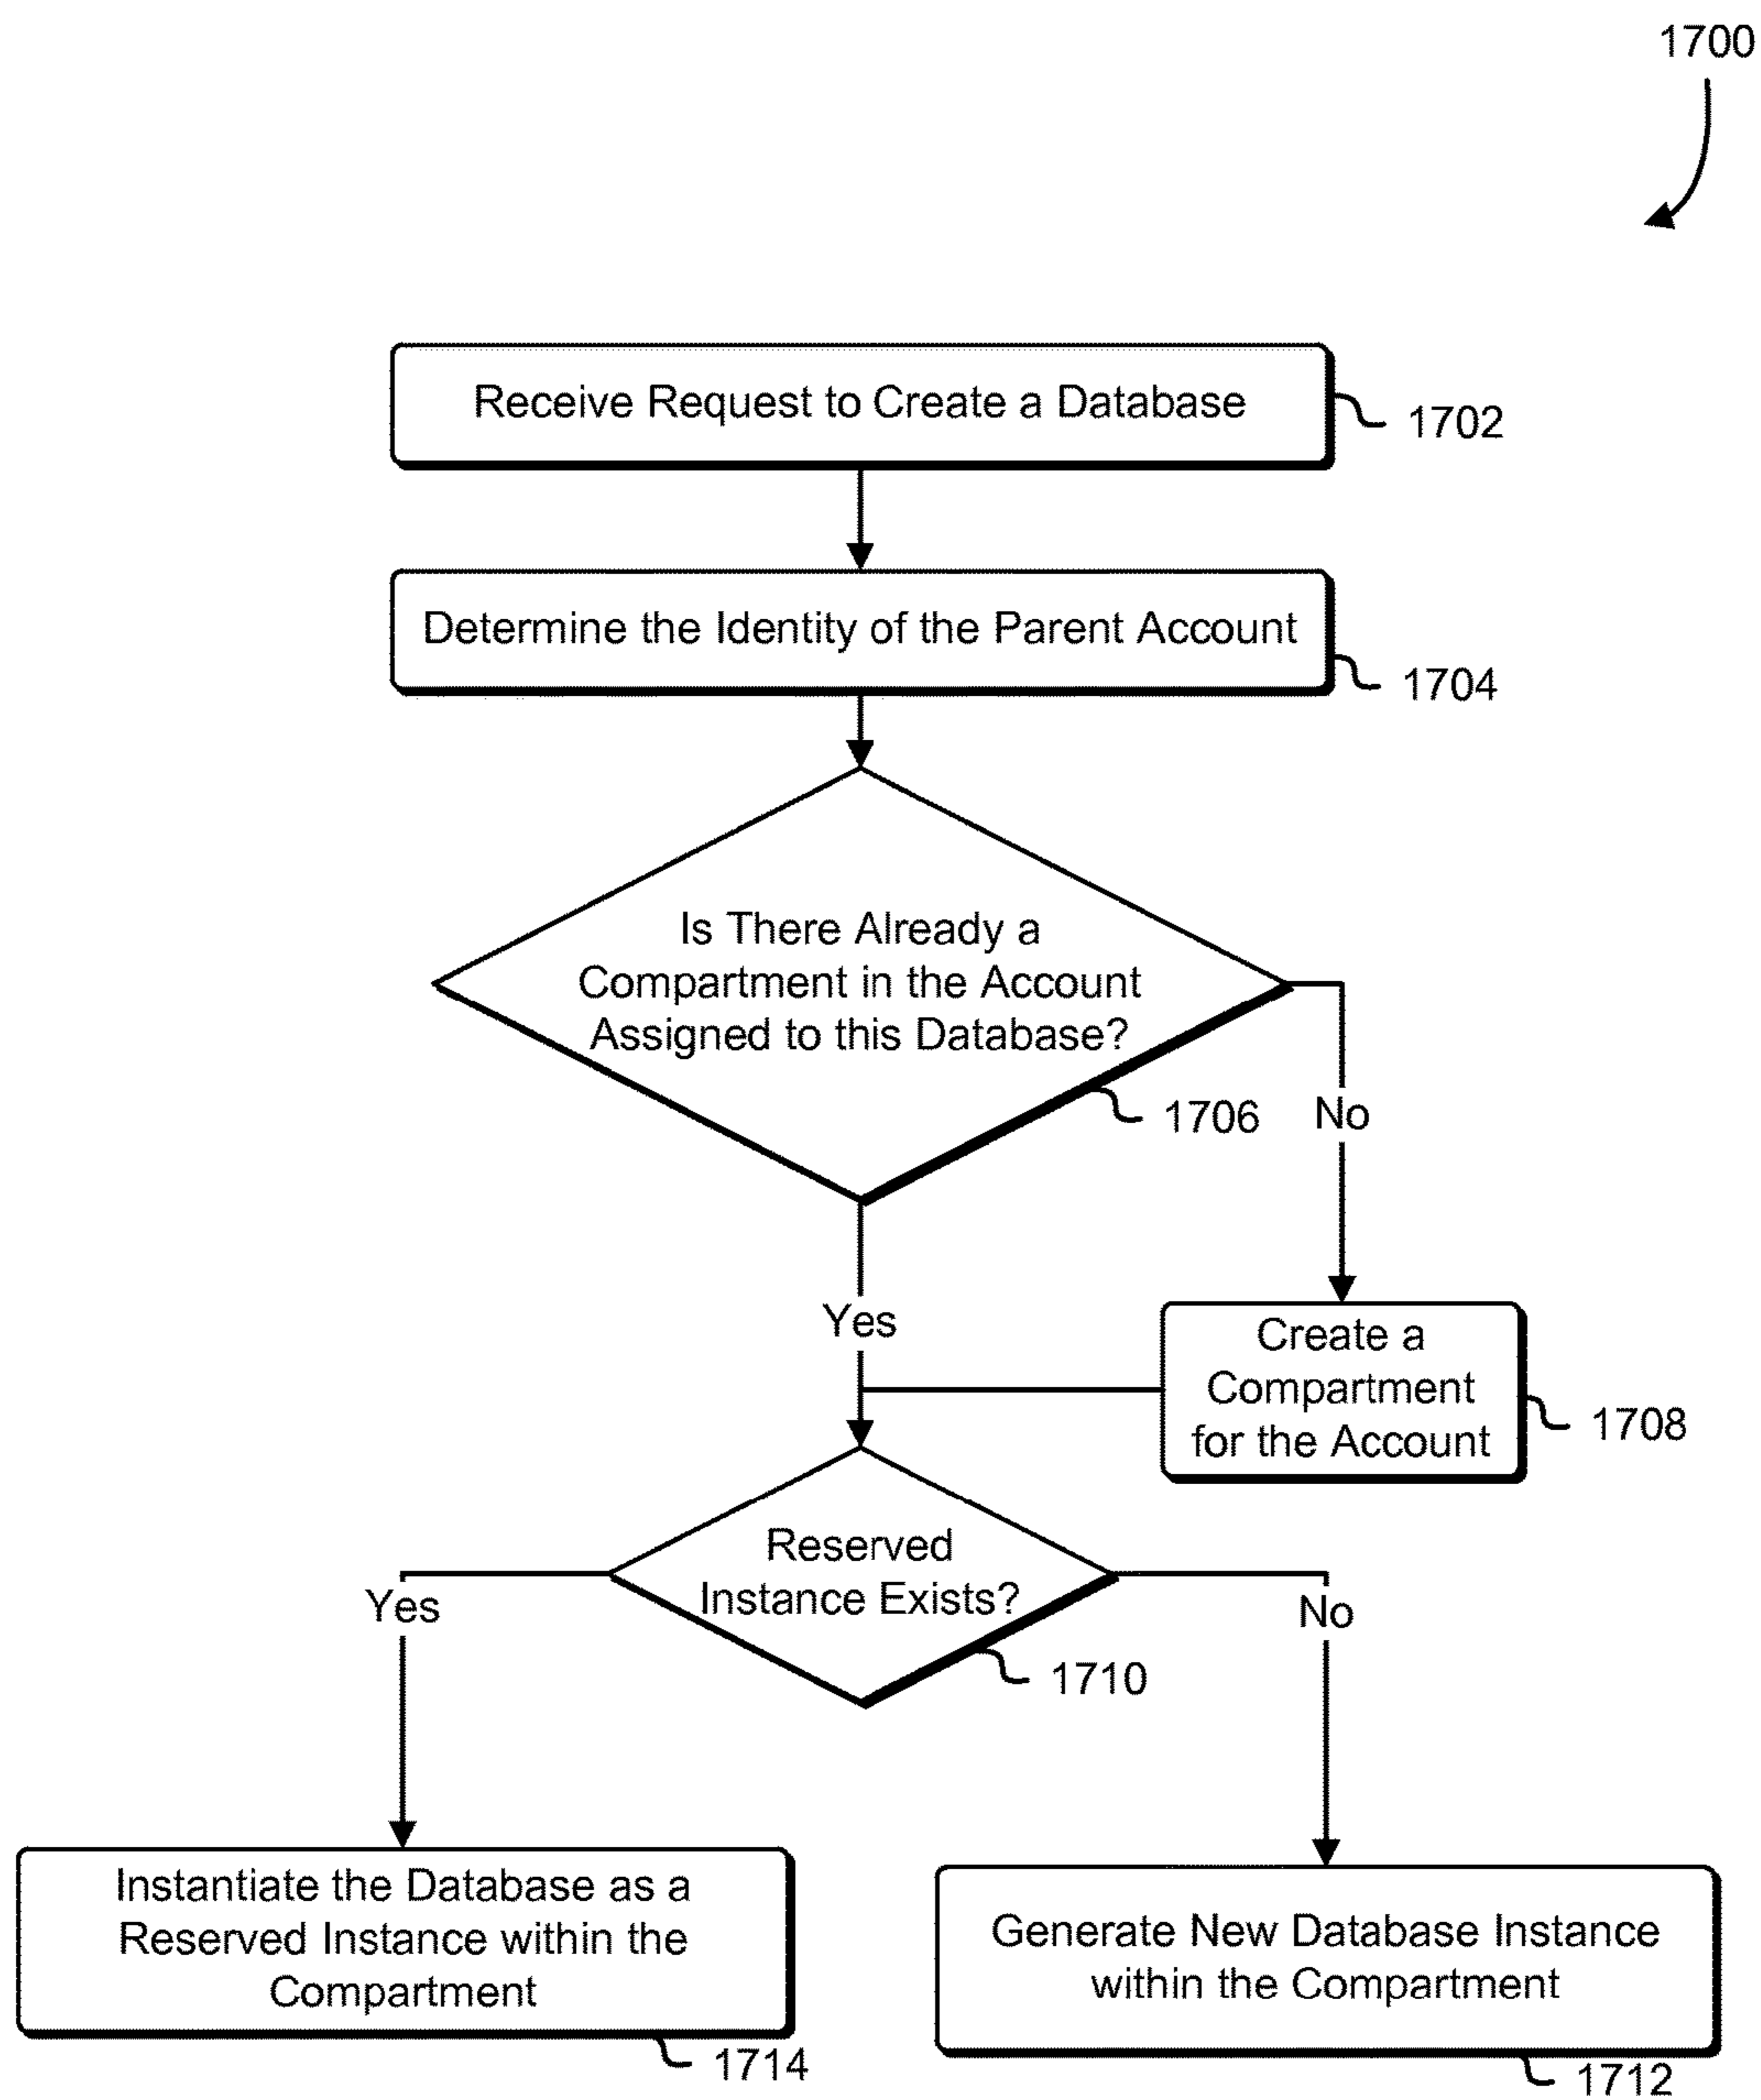 1700
Receive Request to Create a Database
1702
Determine the Identity of the Parent Account
1704
Is There Already a
Compartment in the Account
Assigned to this Database?
1706
No
Yes
Create a
Compartment
for the Account
1708
Reserved
Instance Exists?
Yes
No
1710
Instantiate the Database as a
Reserved Instance within the
Compartment
1714
Generate New Database Instance
within the Compartment
1712